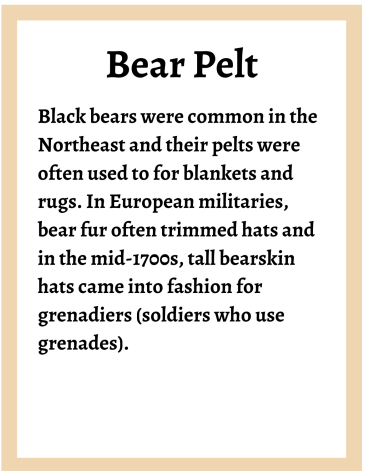 Bear Pelt
Black bears were common in the
Northeast and their pelts were
often used to for blankets and
rugs. In European militaries,
bear fur often trimmed hats and
in the mid-1700s, tall bearskin
hats came into fashion for
grenadiers (soldiers who use
grenades).